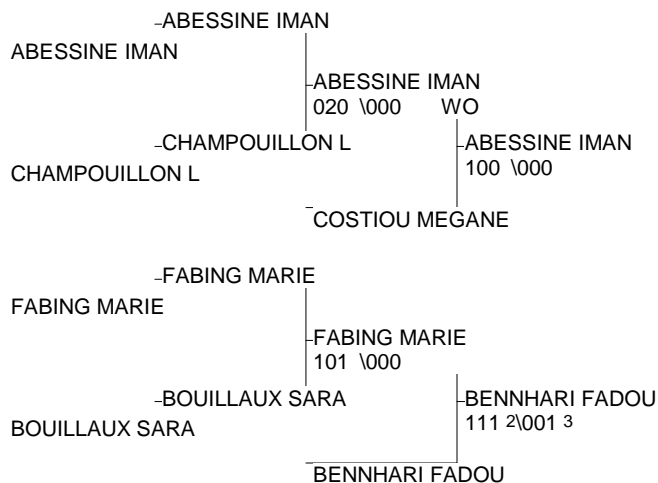 ABESSINE IMAN
ABESSINE IMAN
ABESSINE IMAN
020 \000 WO
CHAMPOUILLON L
ABESSINE IMAN
CHAMPOUILLON L
100 \000
COSTIOU MEGANE
FABING MARIE
FABING MARIE
FABING MARIE
101 \000
BOUILLAUX SARA
BENNHARI FADOU
BOUILLAUX SARA
111 2\001 3
BENNHARI FADOU